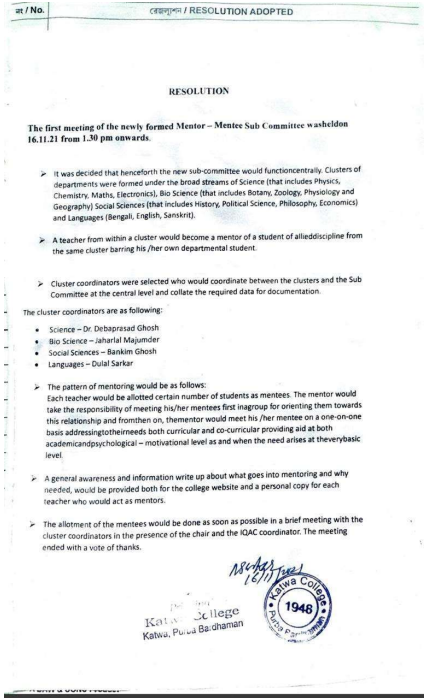 নং / No.
রেজল্যুশন / RESOLUTION ADOPTED
RESOLUTION
The first meeting of the newly formed Mentor – Mentee Sub Committee washeldon
16.11.21 from 1.30 pm onwards.
➢ It was decided that henceforth the new sub-committee would functioncentrally. Clusters of
departments were formed under the broad streams of Science (that includes Physics,
Chemistry, Maths, Electronics), Bio Science (that includes Botany, Zoology, Physiology and
Geography) Social Sciences (that includes History, Political Science, Philosophy, Economics)
and Languages (Bengali, English, Sanskrit).
➢ A teacher from within a cluster would become a mentor of a student of allieddiscipline from
the same cluster barring his /her own departmental student.
➢ Cluster coordinators were selected who would coordinate between the clusters and the Sub
Committee at the central level and collate the required data for documentation.
The cluster coordinators are as following:
• Science – Dr. Debaprasad Ghosh
• Bio Science – Jaharlal Majumder
• Social Sciences – Bankim Ghosh
• Languages – Dulal Sarkar
➢ The pattern of mentoring would be as follows:
Each teacher would be allotted certain number of students as mentees. The mentor would
take the responsibility of meeting his/her mentees first inagroup for orienting them towards
this relationship and fromthen on, thementor would meet his /her mentee on a one-on-one
basis addressingtotheirneeds both curricular and co-curricular providing aid at both
academicandpsychological – motivational level as and when the need arises at theverybasic
level.
➢ A general awareness and information write up about what goes into mentoring and why
needed, would be provided both for the college website and a personal copy for each
teacher who would act as mentors.
➢ The allotment of the mentees would be done as soon as possible in a brief meeting with the
cluster coordinators in the presence of the chair and the IQAC coordinator. The meeting
ended with a vote of thanks.
Katwa College
1948
College
Katwa, Purba Bardhaman